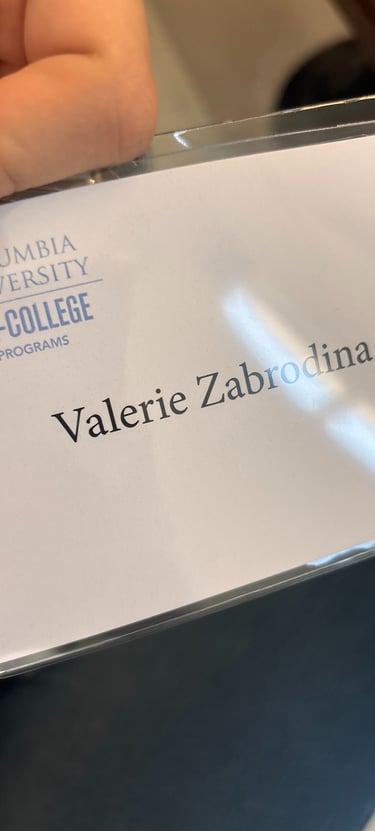 UMBIA
VERSITY
-COLLEGE
PROGRAMS
Valerie Zabrodina